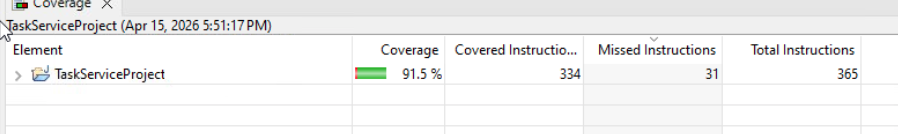 Coverage
TaskServiceProject (Apr 15, 2026 5:51:17 PM)
Element Coverage Covered Instructio... Missed Instructions Total Instructions
TaskServiceProject 91.5 % 334 31 365